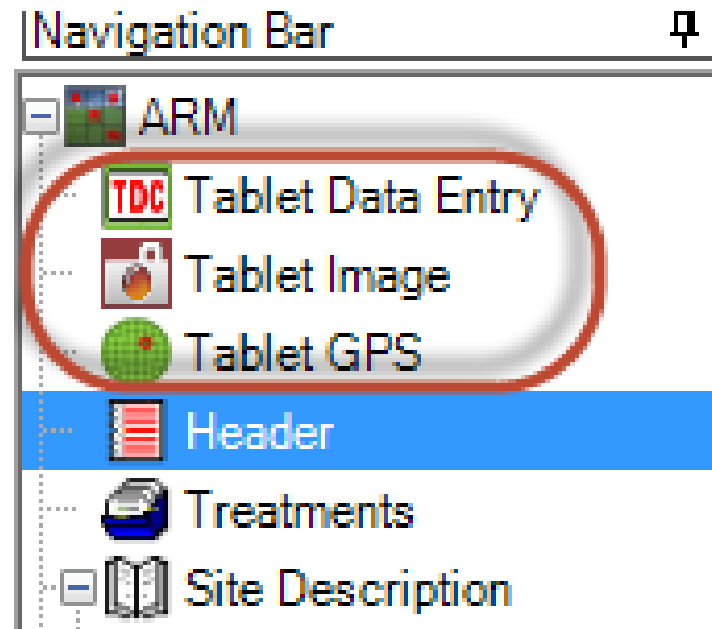 Navigation Bar
ARM
TDC Tablet Data Entry
Tablet Image
Tablet GPS
Header
Treatments
Site Description